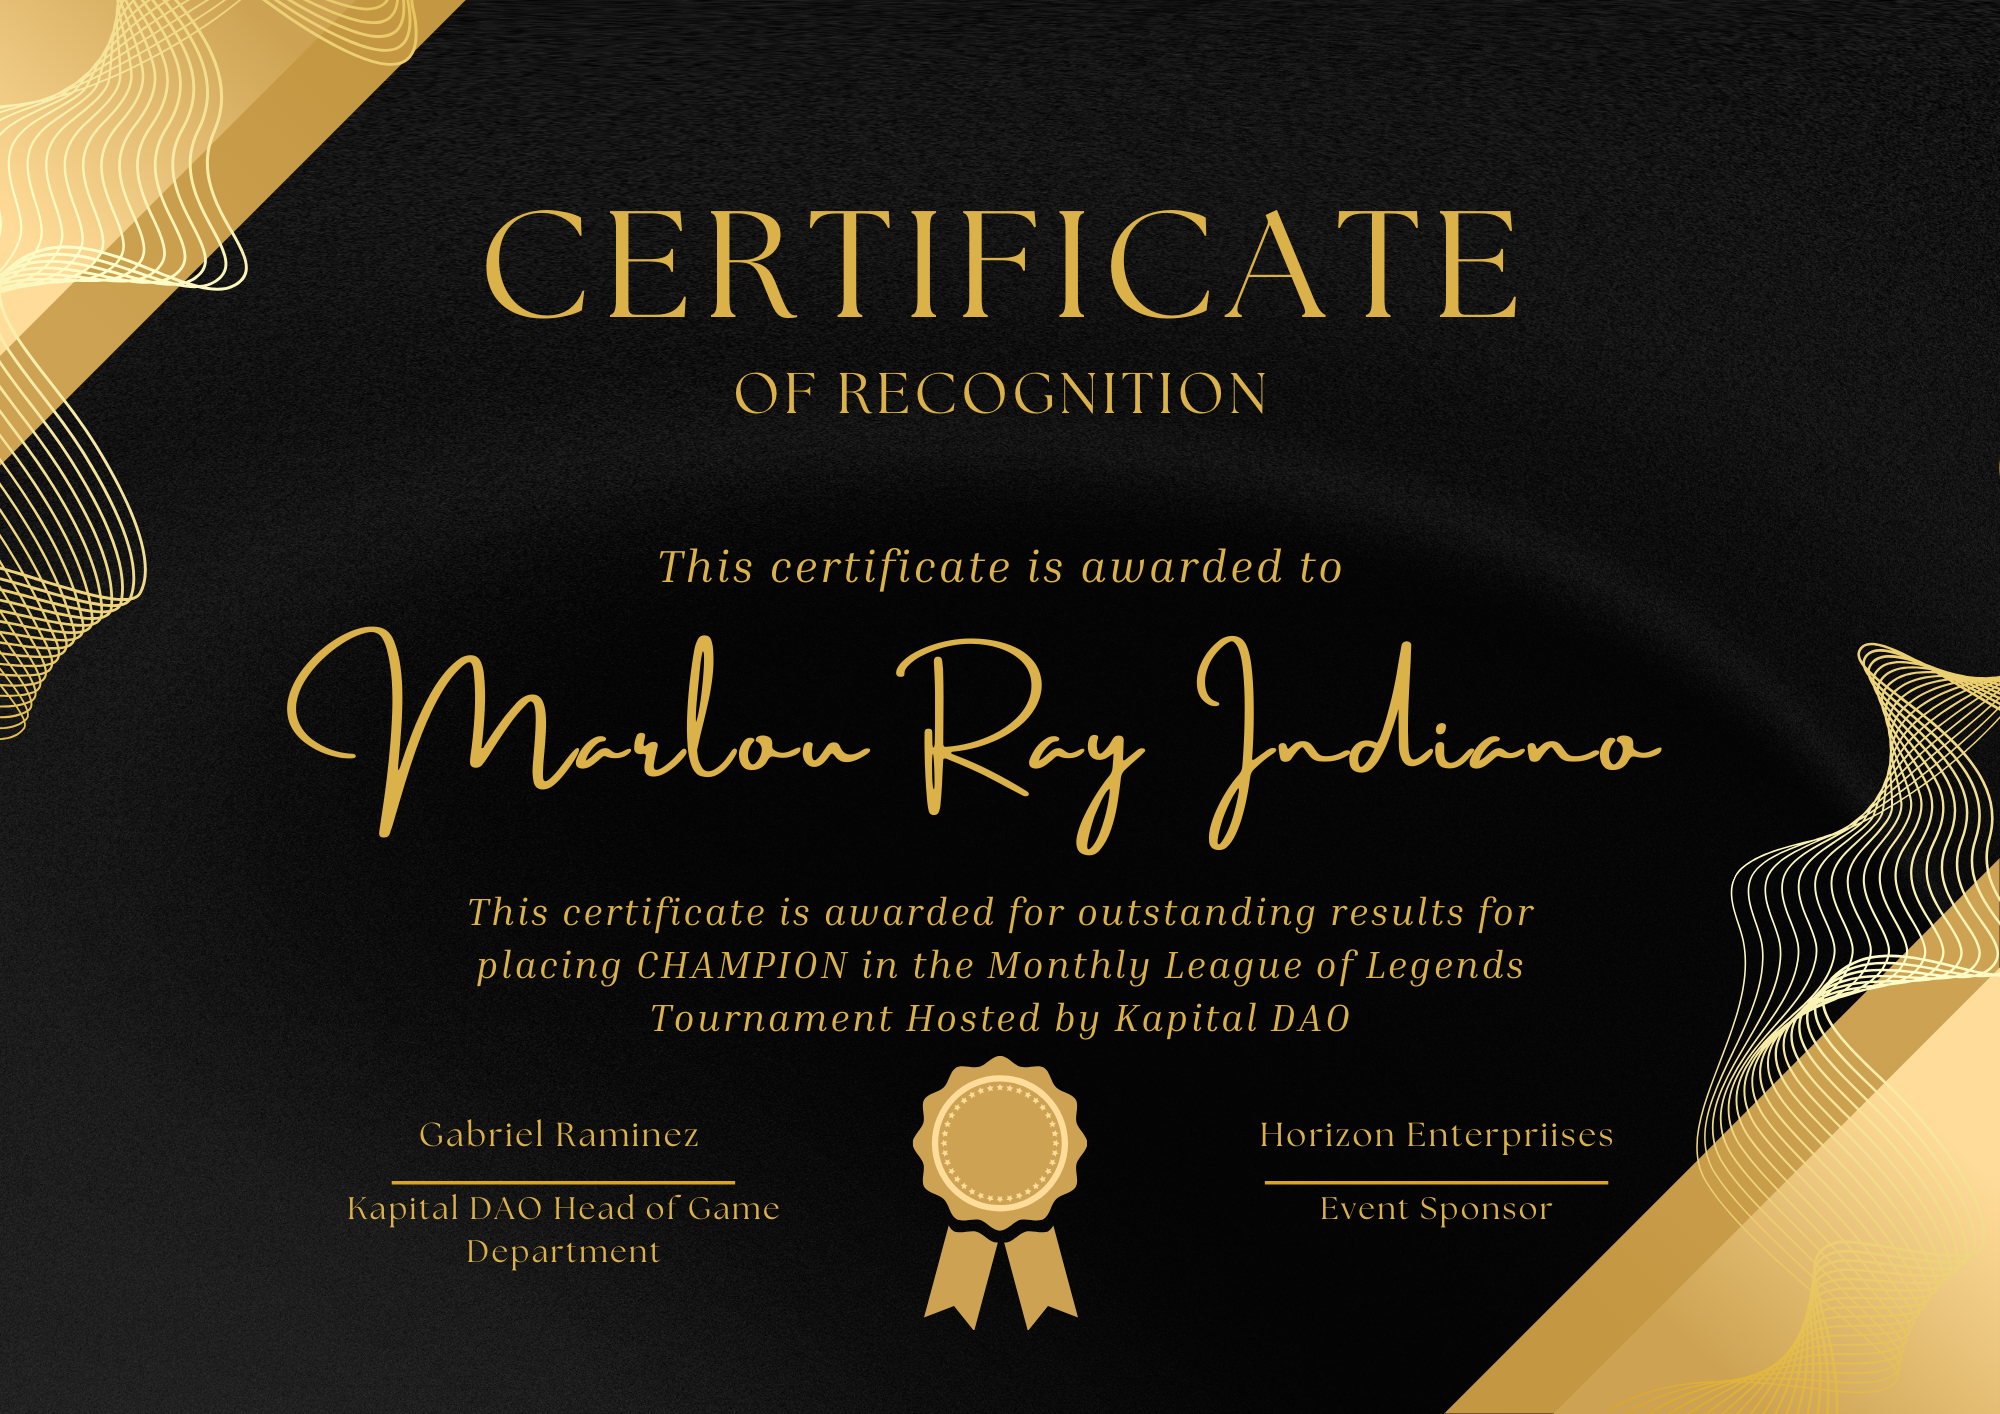 CERTIFICATE
OF RECOGNITION
This certificate is awarded to
Marlou Ray Indiano
This certificate is awarded for outstanding results for
placing CHAMPION in the Monthly League of Legends
Tournament Hosted by Kapital DAO
Gabriel Raminez
Kapital DAO Head of Game
Department
Horizon Enterpriises
Event Sponsor